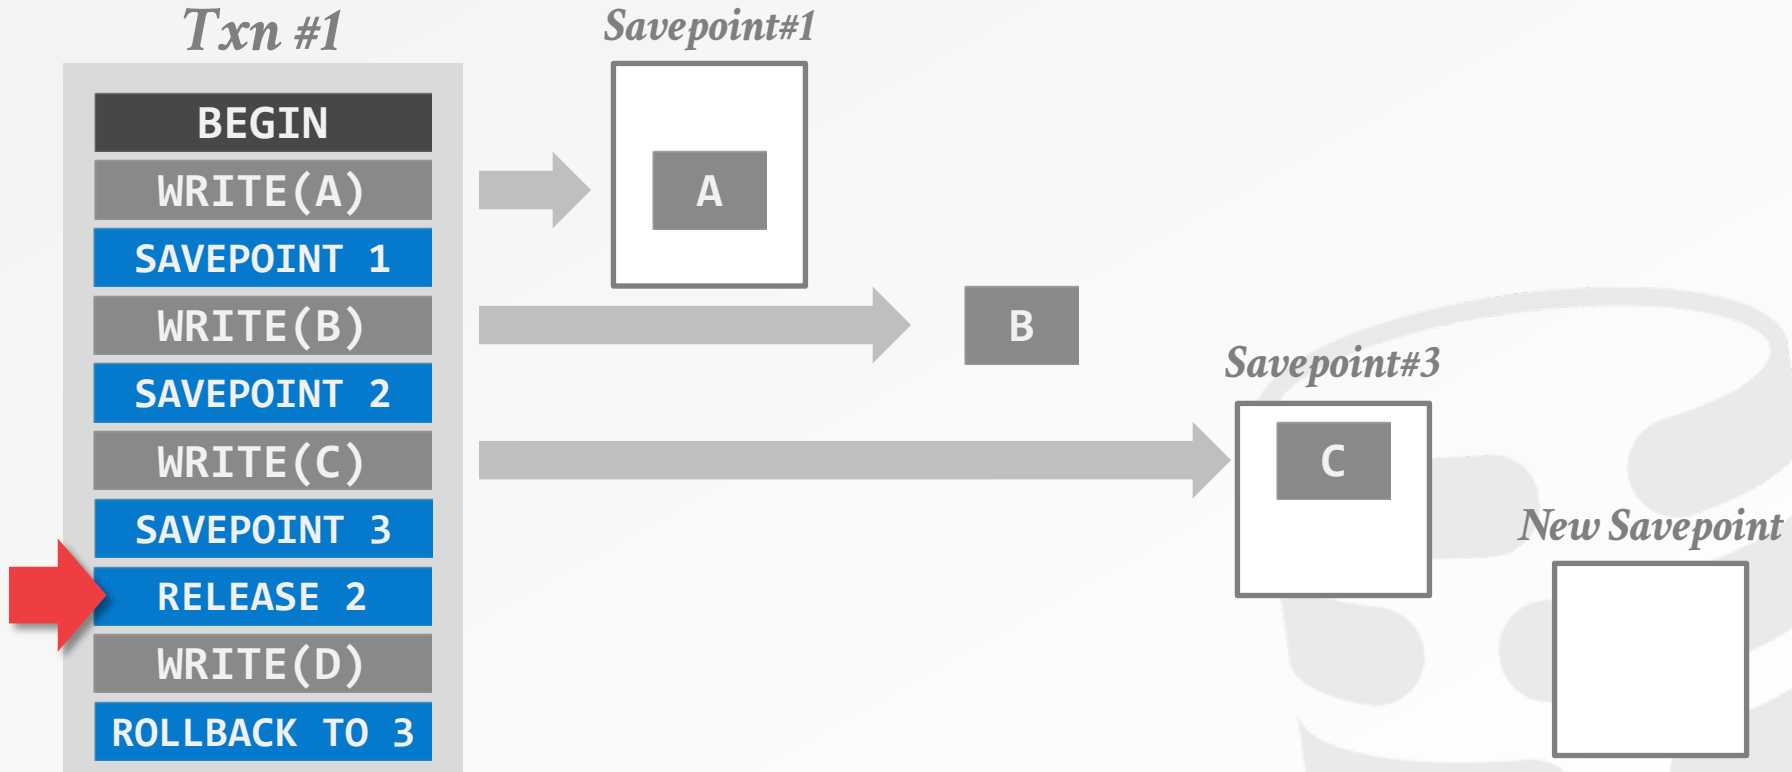 Txn #1
BEGIN
WRITE(A)
SAVEPOINT 1
WRITE(B)
SAVEPOINT 2
WRITE(C)
SAVEPOINT 3
RELEASE 2
WRITE(D)
ROLLBACK TO 3
Savepoint#1
A
B
Savepoint#3
C
New Savepoint